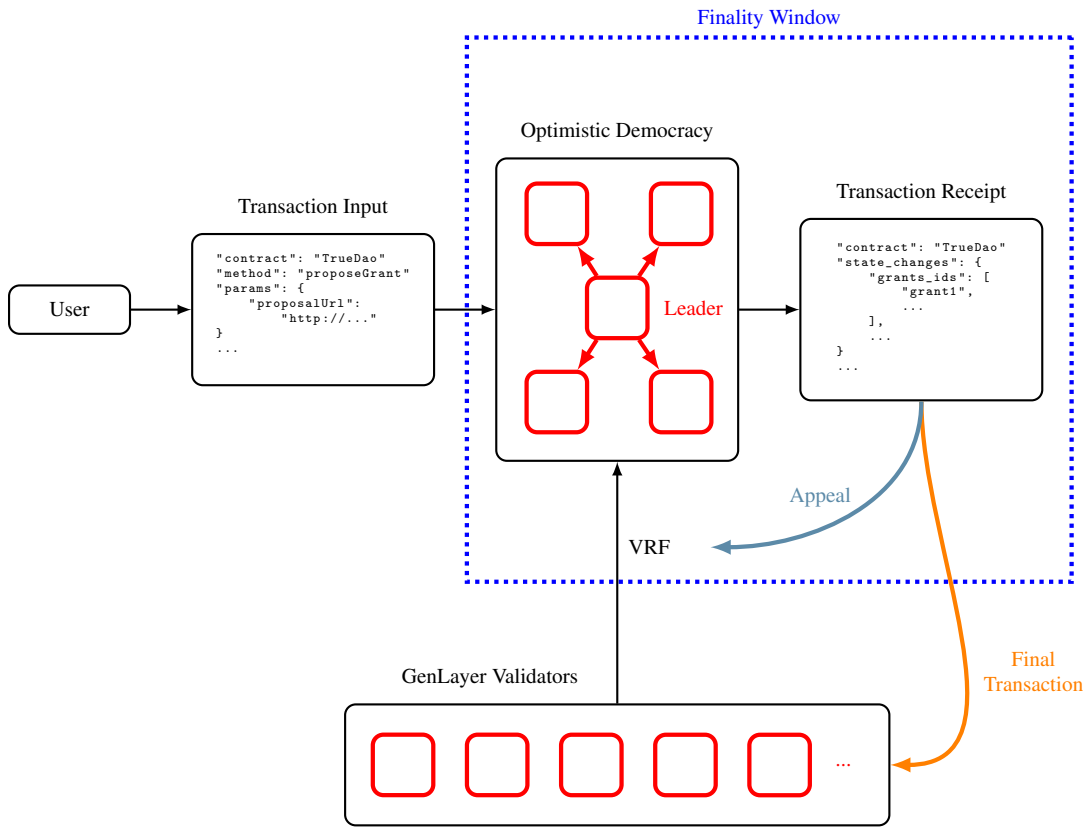 Finality Window
Optimistic Democracy
Transaction Input
Transaction Receipt
User
"contract": "TrueDao"
"method": "proposeGrant"
"params": {
"proposalUrl":
"http://..."
}
...
Leader
"contract": "TrueDao"
"state_changes": {
"grants_ids": [
"grant1",
...
],
...
}
...
Appeal
VRF
Final
Transaction
GenLayer Validators
...